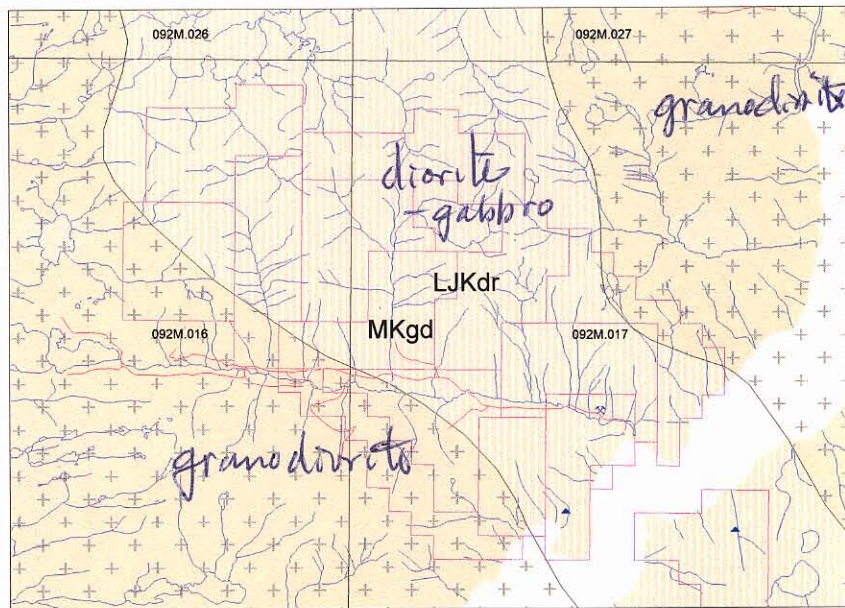 092M.026
092M.027
granodiorite
diorite
-gabbro
LJKdr
MKgd
092M.016
092M.017
granodiorite